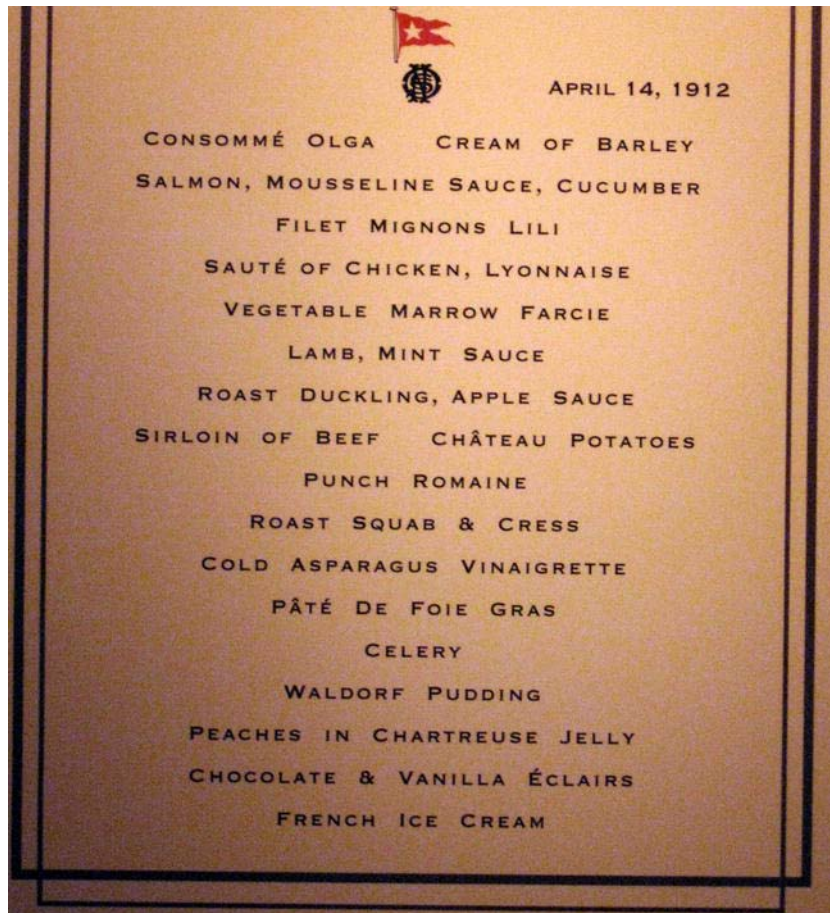 APRIL 14, 1912
CONSOMMÉ OLGA CREAM OF BARLEY
SALMON, MOUSSELINE SAUCE, CUCUMBER
FILET MIGNONS LILI
SAUTÉ OF CHICKEN, LYONNAISE
VEGETABLE MARROW FARCIE
LAMB, MINT SAUCE
ROAST DUCKLING, APPLE SAUCE
SIRLOIN OF BEEF CHÂTEAU POTATOES
PUNCH ROMAINE
ROAST SQUAB & CRESS
COLD ASPARAGUS VINAIGRETTE
PÂTÉ DE FOIE GRAS
CELERY
WALDORF PUDDING
PEACHES IN CHARTREUSE JELLY
CHOCOLATE & VANILLA ÉCLAIRS
FRENCH ICE CREAM